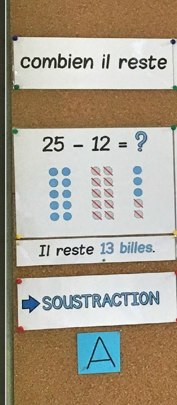 combien il reste
25 - 12 = ?
Il reste 13 billes.
SOUSTRACTION
A